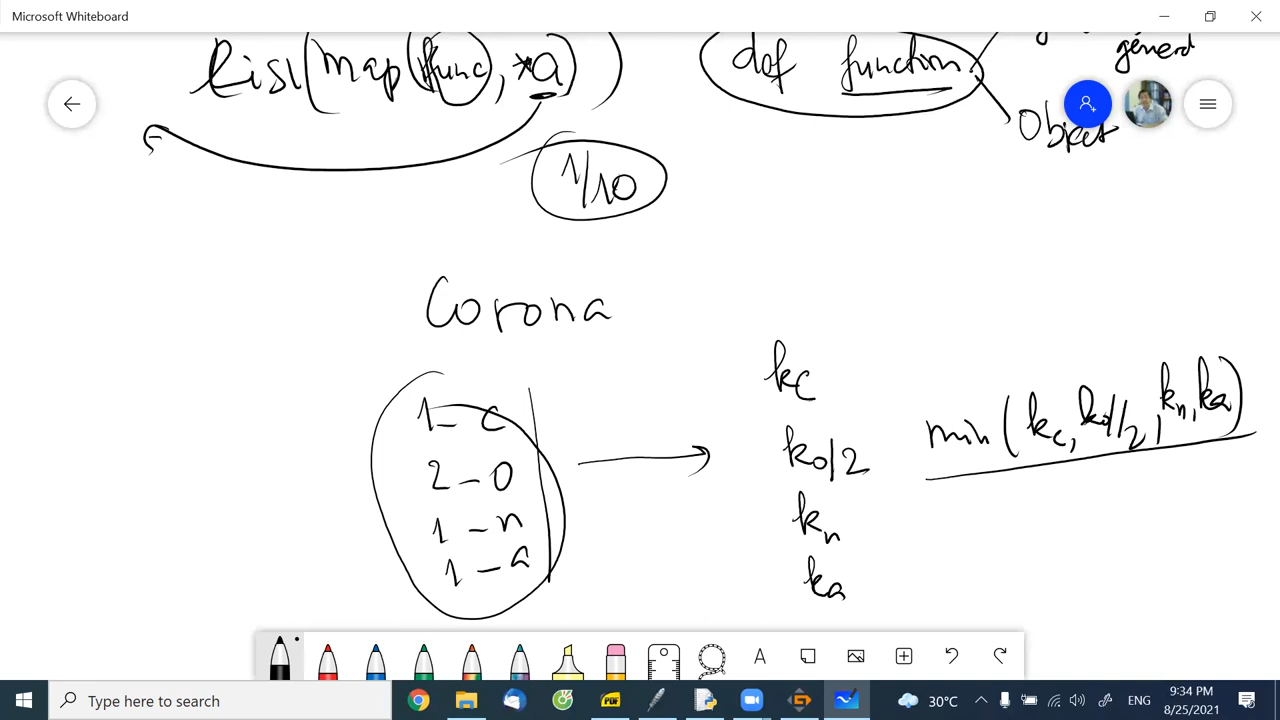 Microsoft Whiteboard
List(map(func, *a))
def function
général
Object
1/10
Corona
1 - c
2 - o
1 - n
1 - a
kc
ko/2
kn
ka
min(kc, ko/2, kn, ka)
A
PDF
Type here to search
30°C
ENG
9:34 PM
8/25/2021